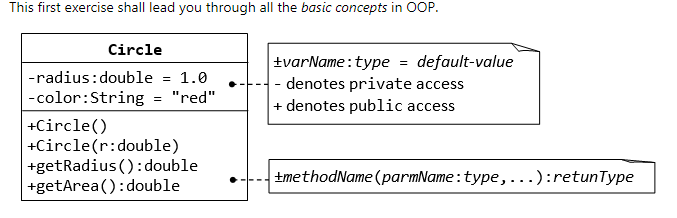 This first exercise shall lead you through all the basic concepts in OOP.
Circle
-radius:double = 1.0
-color:String = "red"
+Circle()
+Circle(r:double)
+getRadius():double
+getArea():double
±varName:type = default-value
- denotes private access
+ denotes public access
±methodName(parmName:type,...):retunType